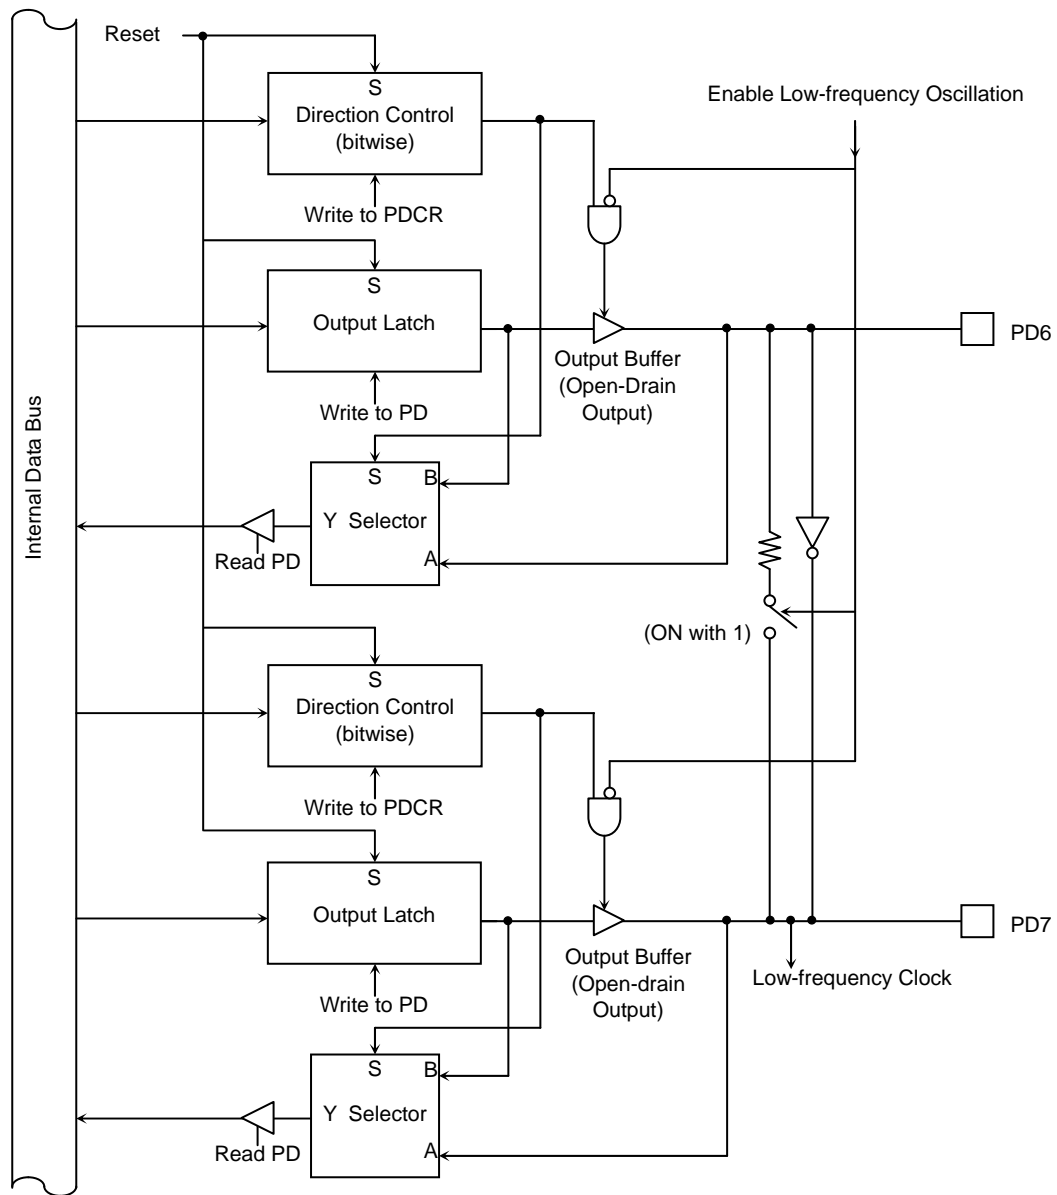 Reset
S
Direction Control
(bitwise)
Enable Low-frequency Oscillation
Write to PDCR
S
Output Latch
Output Buffer
(Open-Drain
Output)
PD6
Write to PD
S
B
Y Selector
A
Read PD
Internal Data Bus
(ON with 1)
S
Direction Control
(bitwise)
Write to PDCR
S
Output Latch
Output Buffer
(Open-drain
Output)
PD7
Low-frequency Clock
Write to PD
S
B
Y Selector
A
Read PD